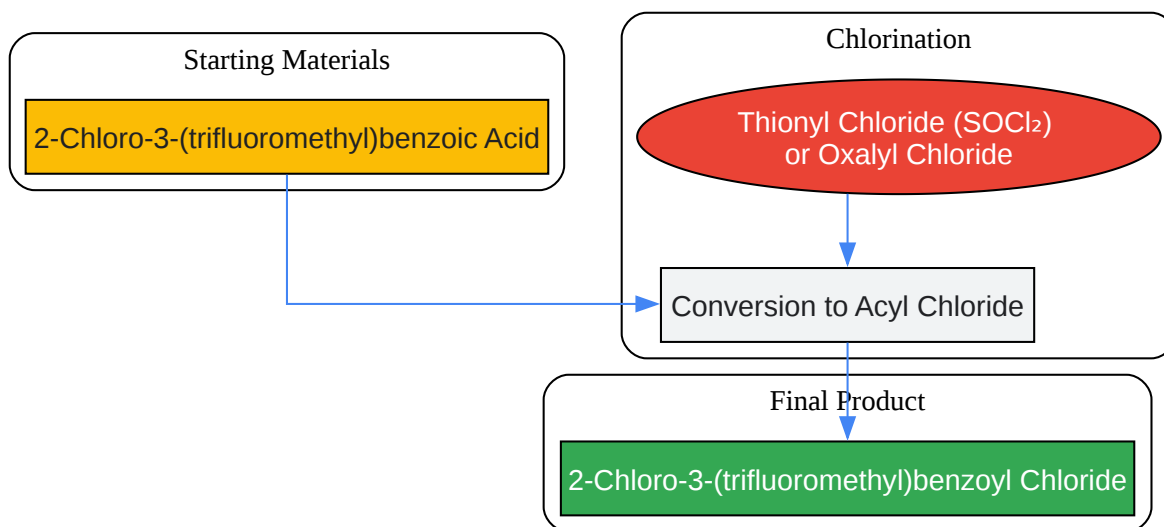 Starting Materials
2-Chloro-3-(trifluoromethyl)benzoic Acid
Chlorination
Thionyl Chloride (SOCl₂)
or Oxalyl Chloride
Conversion to Acyl Chloride
Final Product
2-Chloro-3-(trifluoromethyl)benzoyl Chloride